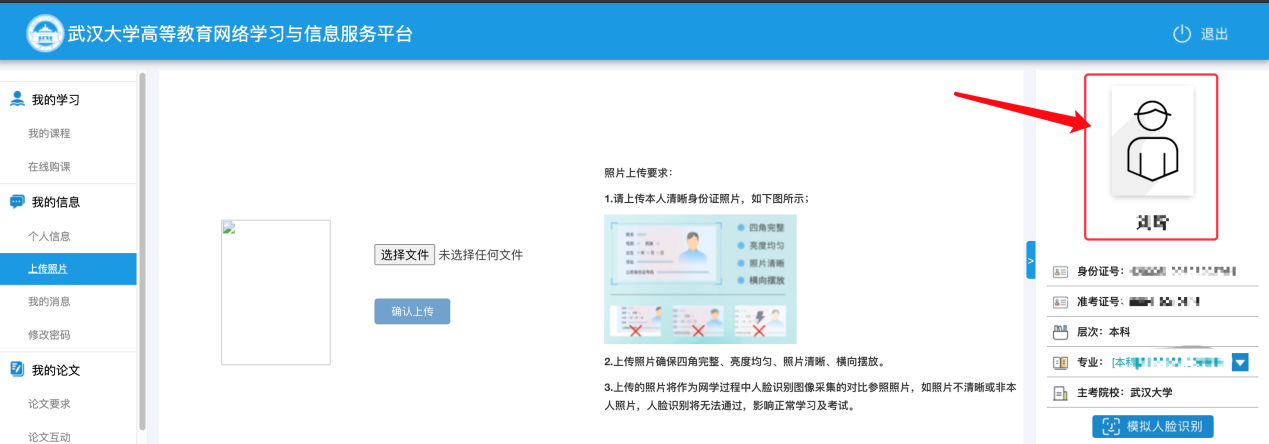 武汉大学高等教育网络学习与信息服务平台
退出
我的学习
我的课程
在线购课
我的信息
个人信息
上传照片
我的消息
修改密码
我的论文
论文要求
论文互动
选择文件 未选择任何文件
确认上传
照片上传要求：
1.请上传本人清晰身份证照片，如下图所示；
四角完整
亮度均匀
照片清晰
横向摆放
2.上传照片确保四角完整、亮度均匀、照片清晰、横向摆放。
3.上传的照片将作为网学过程中人脸识别图像采集的对比参照照片，如照片不清晰或非本
人照片，人脸识别将无法通过，影响正常学习及考试。
>
身份证号：
准考证号：
层次：本科
专业：[本科
主考院校：武汉大学
模拟人脸识别